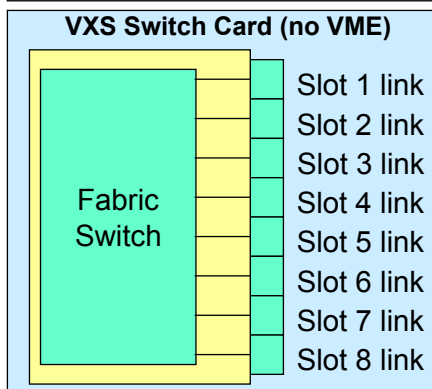 VXS Switch Card (no VME)
Slot 1 link
Slot 2 link
Slot 3 link
Fabric
Switch
Slot 4 link
Slot 5 link
Slot 6 link
Slot 7 link
Slot 8 link